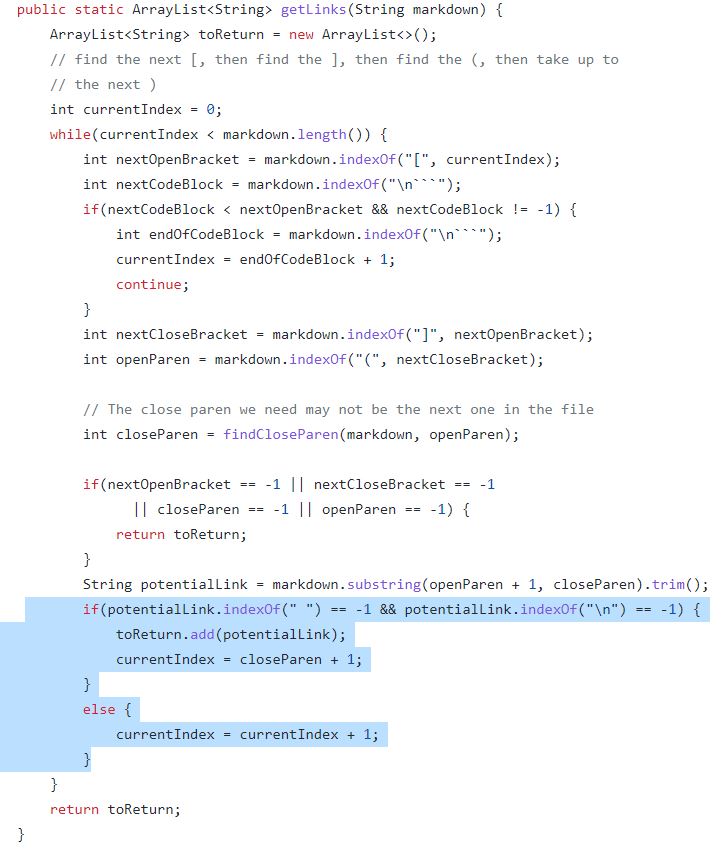 public static ArrayList<String> getLinks(String markdown) {
    ArrayList<String> toReturn = new ArrayList<>();
    // find the next [, then find the ], then find the (, then take up to
    // the next )
    int currentIndex = 0;
    while(currentIndex < markdown.length()) {
        int nextOpenBracket = markdown.indexOf("[", currentIndex);
        int nextCodeBlock = markdown.indexOf("\n```");
        if(nextCodeBlock < nextOpenBracket && nextCodeBlock != -1) {
            int endOfCodeBlock = markdown.indexOf("\n```");
            currentIndex = endOfCodeBlock + 1;
            continue;
        }
        int nextCloseBracket = markdown.indexOf("]", nextOpenBracket);
        int openParen = markdown.indexOf("(", nextCloseBracket);

        // The close paren we need may not be the next one in the file
        int closeParen = findCloseParen(markdown, openParen);

        if(nextOpenBracket == -1 || nextCloseBracket == -1
              || closeParen == -1 || openParen == -1) {
            return toReturn;
        }
        String potentialLink = markdown.substring(openParen + 1, closeParen).trim();
        if(potentialLink.indexOf(" ") == -1 && potentialLink.indexOf("\n") == -1) {
            toReturn.add(potentialLink);
            currentIndex = closeParen + 1;
        }
        else {
            currentIndex = currentIndex + 1;
        }
    }
    return toReturn;
}